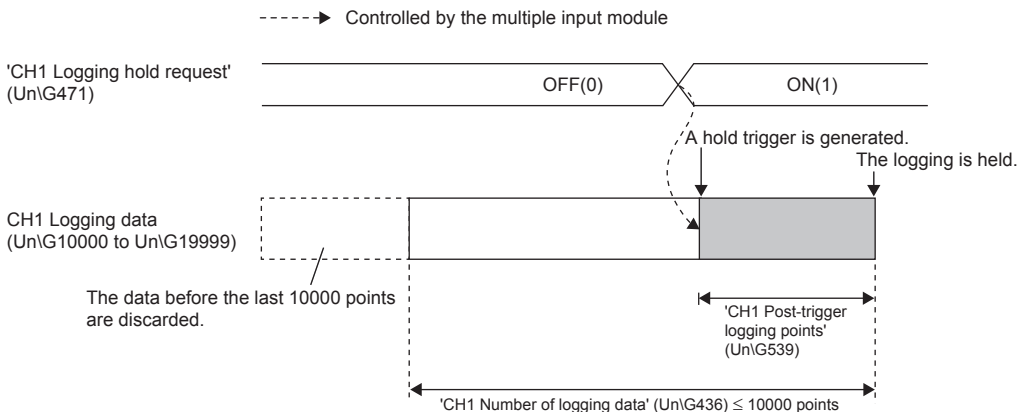 Controlled by the multiple input module
'CH1 Logging hold request'
(Un\G471)
OFF(0)
ON(1)
A hold trigger is generated.
The logging is held.
CH1 Logging data
(Un\G10000 to Un\G19999)
The data before the last 10000 points
are discarded.
'CH1 Post-trigger
logging points'
(Un\G539)
'CH1 Number of logging data' (Un\G436) ≤ 10000 points